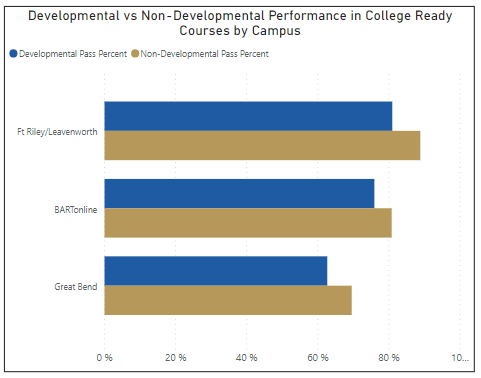 Developmental vs Non-Developmental Performance in College Ready
Courses by Campus
Developmental Pass Percent Non-Developmental Pass Percent
Ft Riley/Leavenworth
BARTonline
Great Bend
0 % 20 % 40 % 60 % 80 % 10...